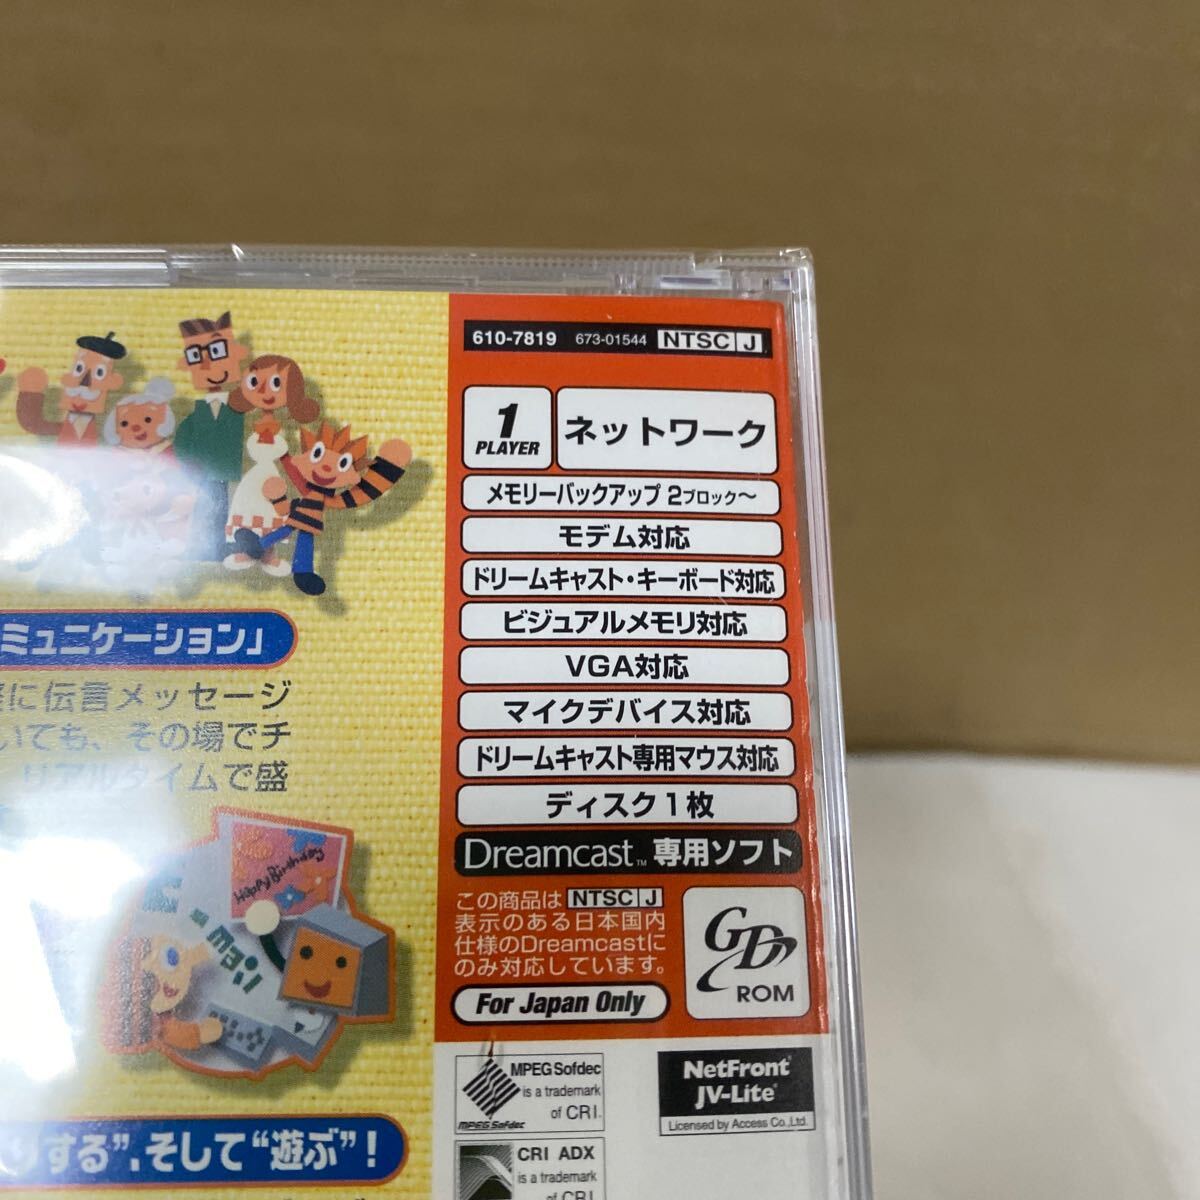 610-7819 673-01544 NTSC J
1 PLAYER
ネットワーク
メモリーバックアップ 2ブロック〜
モデム対応
ドリームキャスト・キーボード対応
ビジュアルメモリ対応
VGA対応
マイクデバイス対応
ドリームキャスト専用マウス対応
ディスク1枚
Dreamcast™ 専用ソフト
この商品は NTSC J
表示のある日本国内
仕様のDreamcastに
のみ対応しています。
For Japan Only
GD
ROM
MPEG Sofdec
is a trademark
of CRI.
MPEG Sofdec
NetFront®
JV-Lite®
Licensed by Access Co.,Ltd.
CRI ADX
is a trademark
of CRI
ミュニケーション」
に伝言メッセージ
いても、その場でチ
リアルタイムで盛
Happy Birthday
E-mail
する”、そして“遊ぶ”!